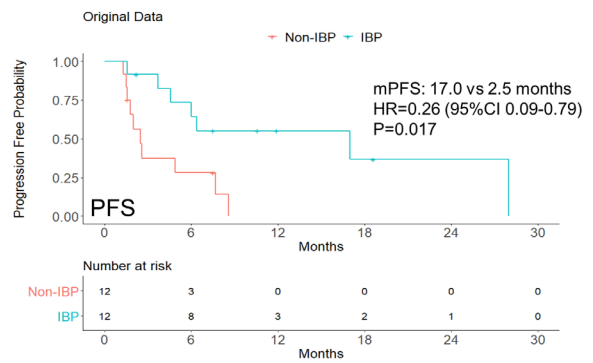 Original Data
Non-IBP IBP
mPFS: 17.0 vs 2.5 months
HR=0.26 (95%CI 0.09-0.79)
P=0.017
Progression Free Probability
1.00
0.75
0.50
0.25
0.00
PFS
0 6 12 18 24 30
Months
Number at risk
Non-IBP 12 3 0 0 0 0
IBP 12 8 3 2 1 0
0 6 12 18 24 30
Months